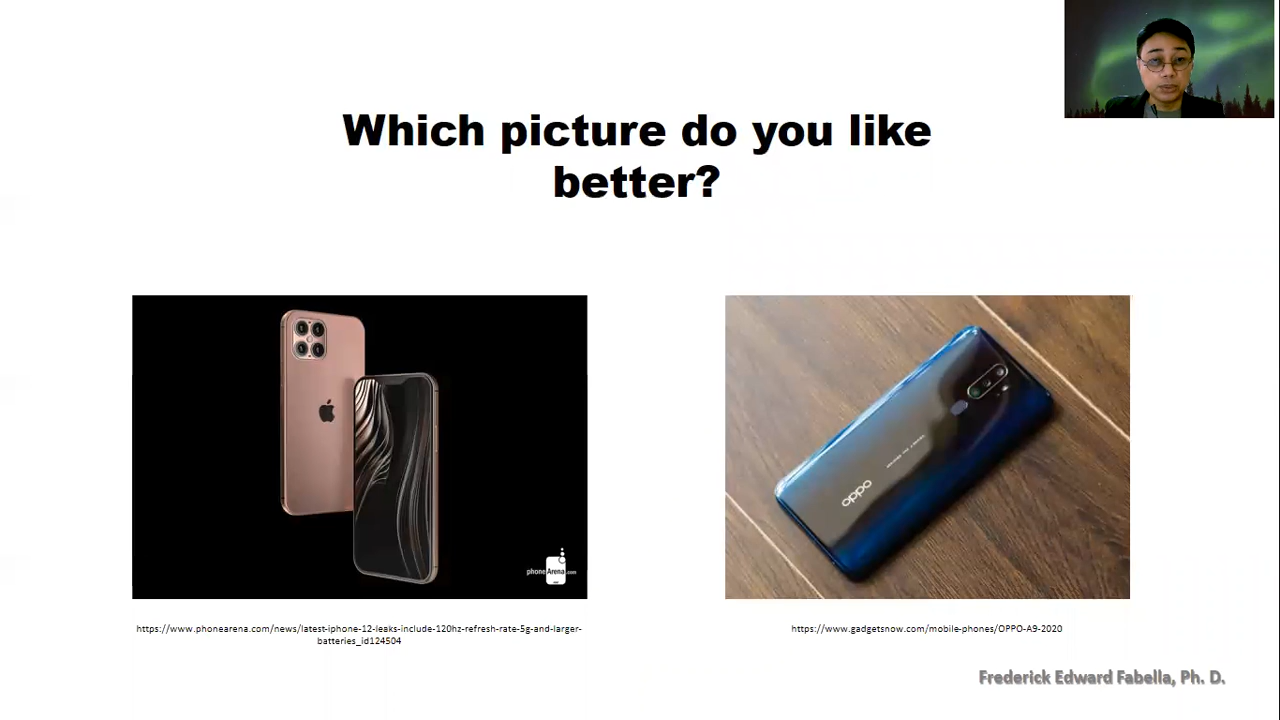 Which picture do you like
better?
phoneArena.com
oppo
https://www.phonearena.com/news/latest-iphone-12-leaks-include-120hz-refresh-rate-5g-and-larger-
batteries_id124504
https://www.gadgetsnow.com/mobile-phones/OPPO-A9-2020
Frederick Edward Fabella, Ph. D.